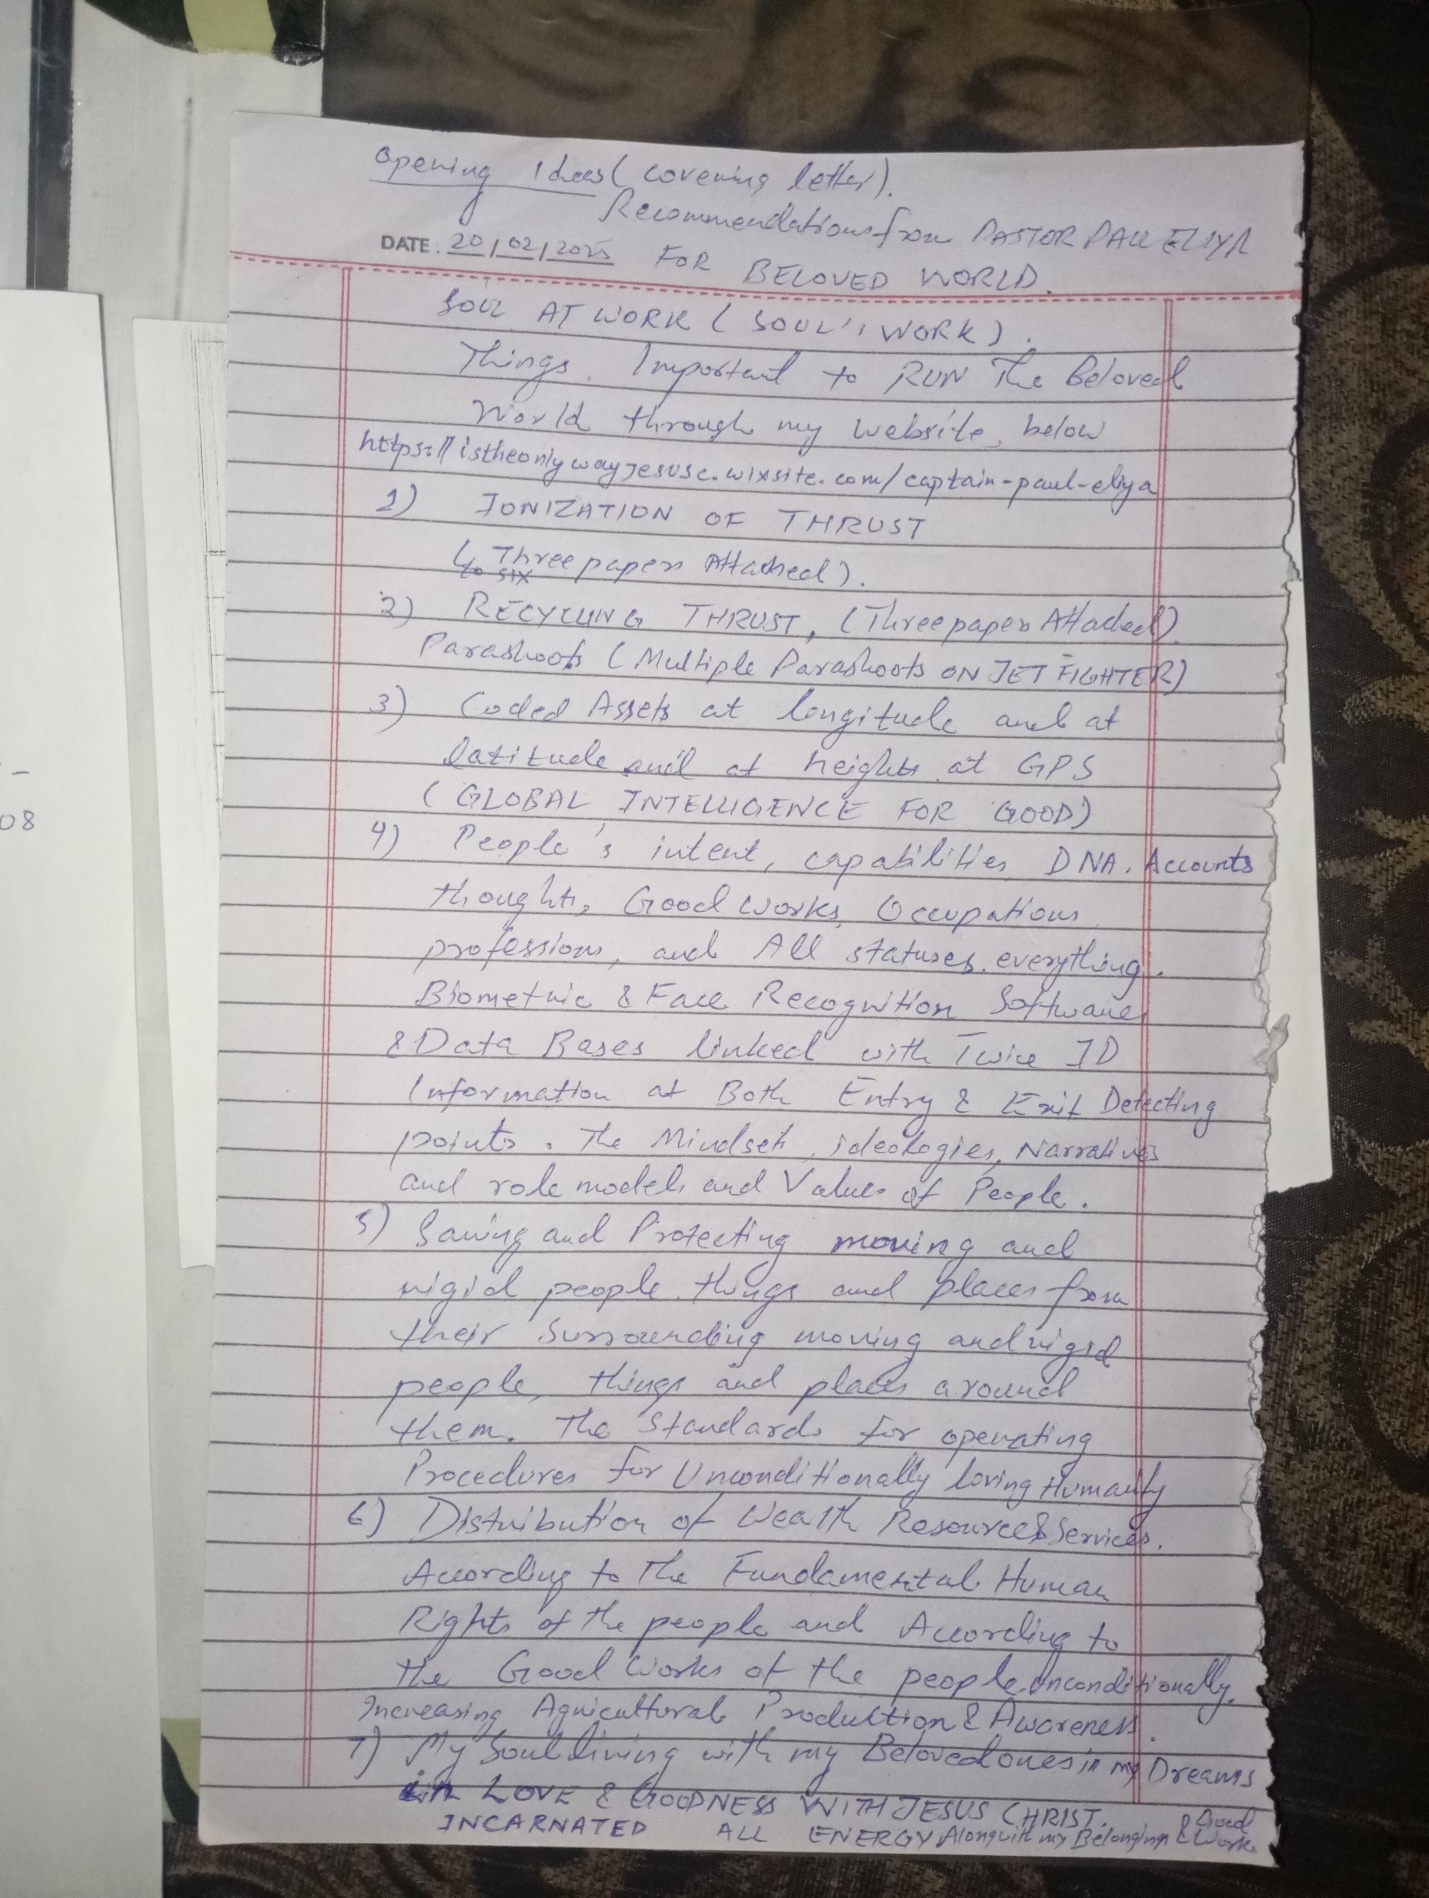 Opening Ideas (covering letter).
Recommendations from PASTOR PAUL ELIYA
DATE. 20/02/2025 FOR BELOVED WORLD.
SOUL AT WORK (SOUL'S WORK).
Things Important to RUN The Beloved
World through my website, below
https://istheonlywayjesusc.wixsite.com/captain-paul-eliya
1) IONIZATION OF THRUST
(Three papers Attached).
to six
2) RECYCLING THRUST, (Three papers Attached)
Parashoots (Multiple Parashoots ON JET FIGHTER)
3) Coded Assets at longitude and at
latitude and at heights at GPS
(GLOBAL INTELLIGENCE FOR GOOD)
4) People's intent, capabilities, DNA, Accounts
thoughts, Good works, Occupations
professions, and All statuses, everything.
Biometric & Face Recognition Software
& Data Bases linked with Twice ID
Information at Both Entry & Exit Detecting
points. The Mindset, ideologies, Narratives
and role models and Values of People.
5) Saving and Protecting moving and
rigid people, things and places from
their surrounding moving and rigid
people, things and places around
them. The Standards for operating
Procedures for Unconditionally loving Humanity
6) Distribution of Wealth Resources & Services.
According to The Fundamental Human
Rights of the people and According to
the Good Works of the people unconditionally.
Increasing Agricultural Production & Awareness.
7) My Soul living with my Beloved ones in my Dreams
in LOVE & GOODNESS WITH JESUS CHRIST.
INCARNATED ALL ENERGY Along with my Belongings & Good Work
08